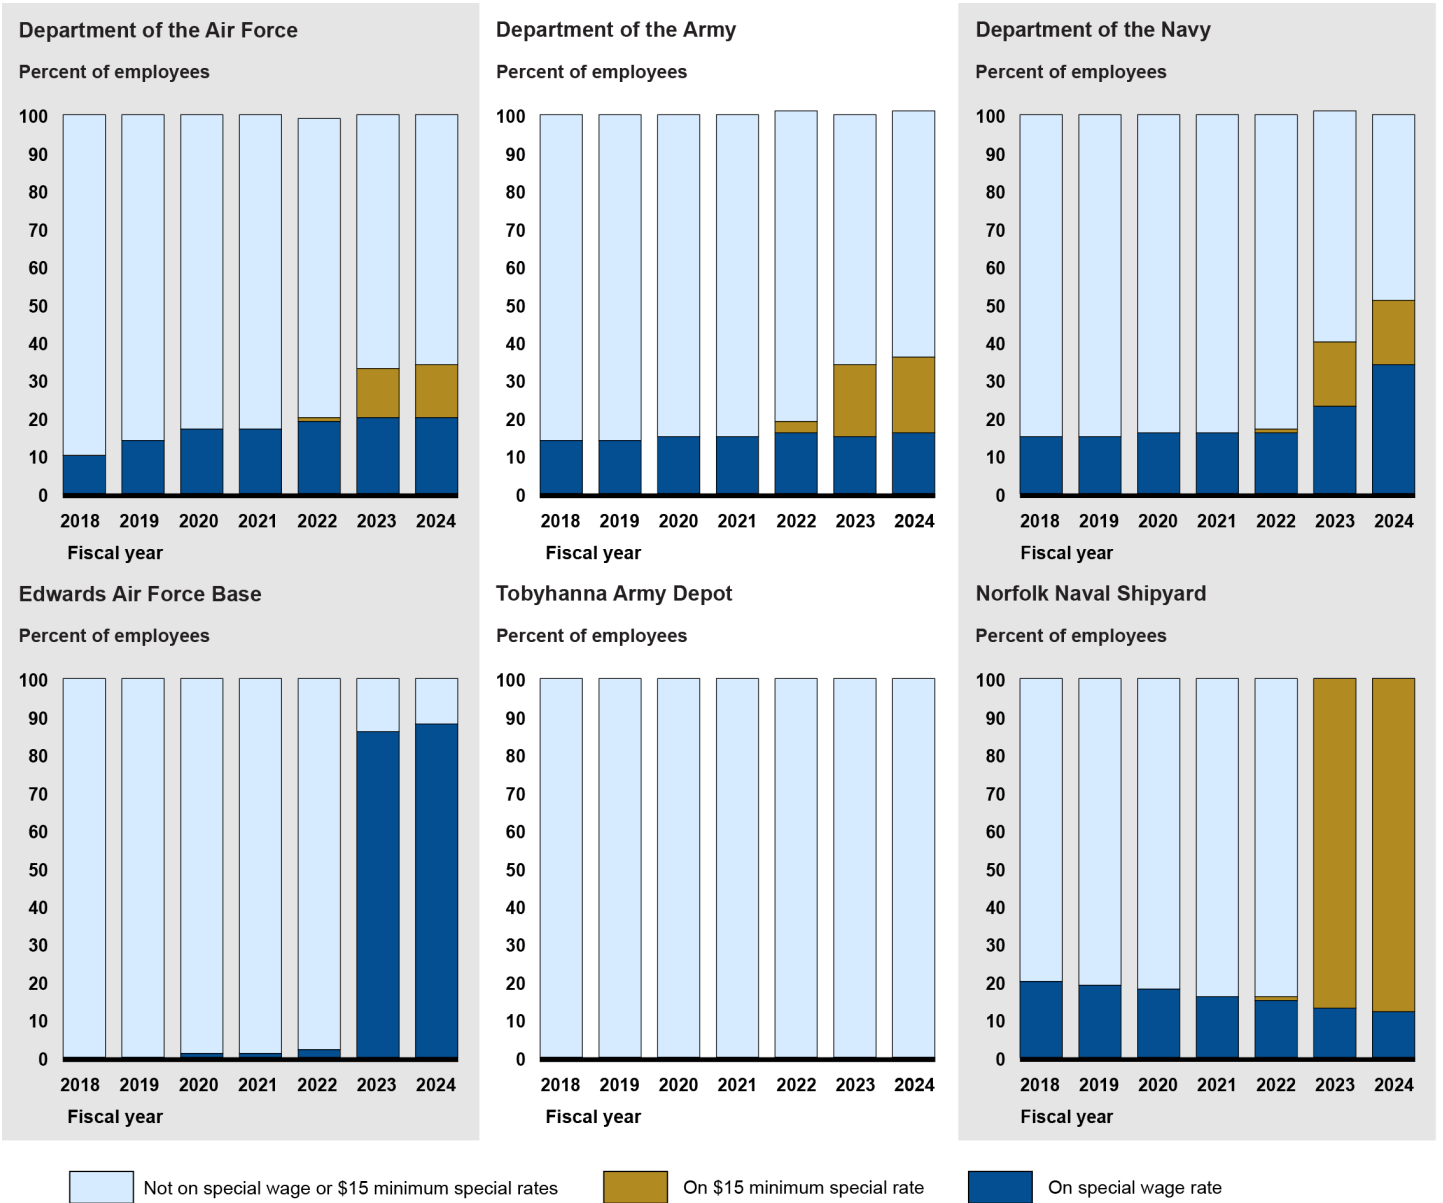 Department of the Air Force
Percent of employees
100
90
80
70
60
50
40
30
20
10
0
2018 2019 2020 2021 2022 2023 2024
Fiscal year
Department of the Army
Percent of employees
100
90
80
70
60
50
40
30
20
10
0
2018 2019 2020 2021 2022 2023 2024
Fiscal year
Department of the Navy
Percent of employees
100
90
80
70
60
50
40
30
20
10
0
2018 2019 2020 2021 2022 2023 2024
Fiscal year
Edwards Air Force Base
Percent of employees
100
90
80
70
60
50
40
30
20
10
0
2018 2019 2020 2021 2022 2023 2024
Fiscal year
Tobyhanna Army Depot
Percent of employees
100
90
80
70
60
50
40
30
20
10
0
2018 2019 2020 2021 2022 2023 2024
Fiscal year
Norfolk Naval Shipyard
Percent of employees
100
90
80
70
60
50
40
30
20
10
0
2018 2019 2020 2021 2022 2023 2024
Fiscal year
Not on special wage or $15 minimum special rates
On $15 minimum special rate
On special wage rate